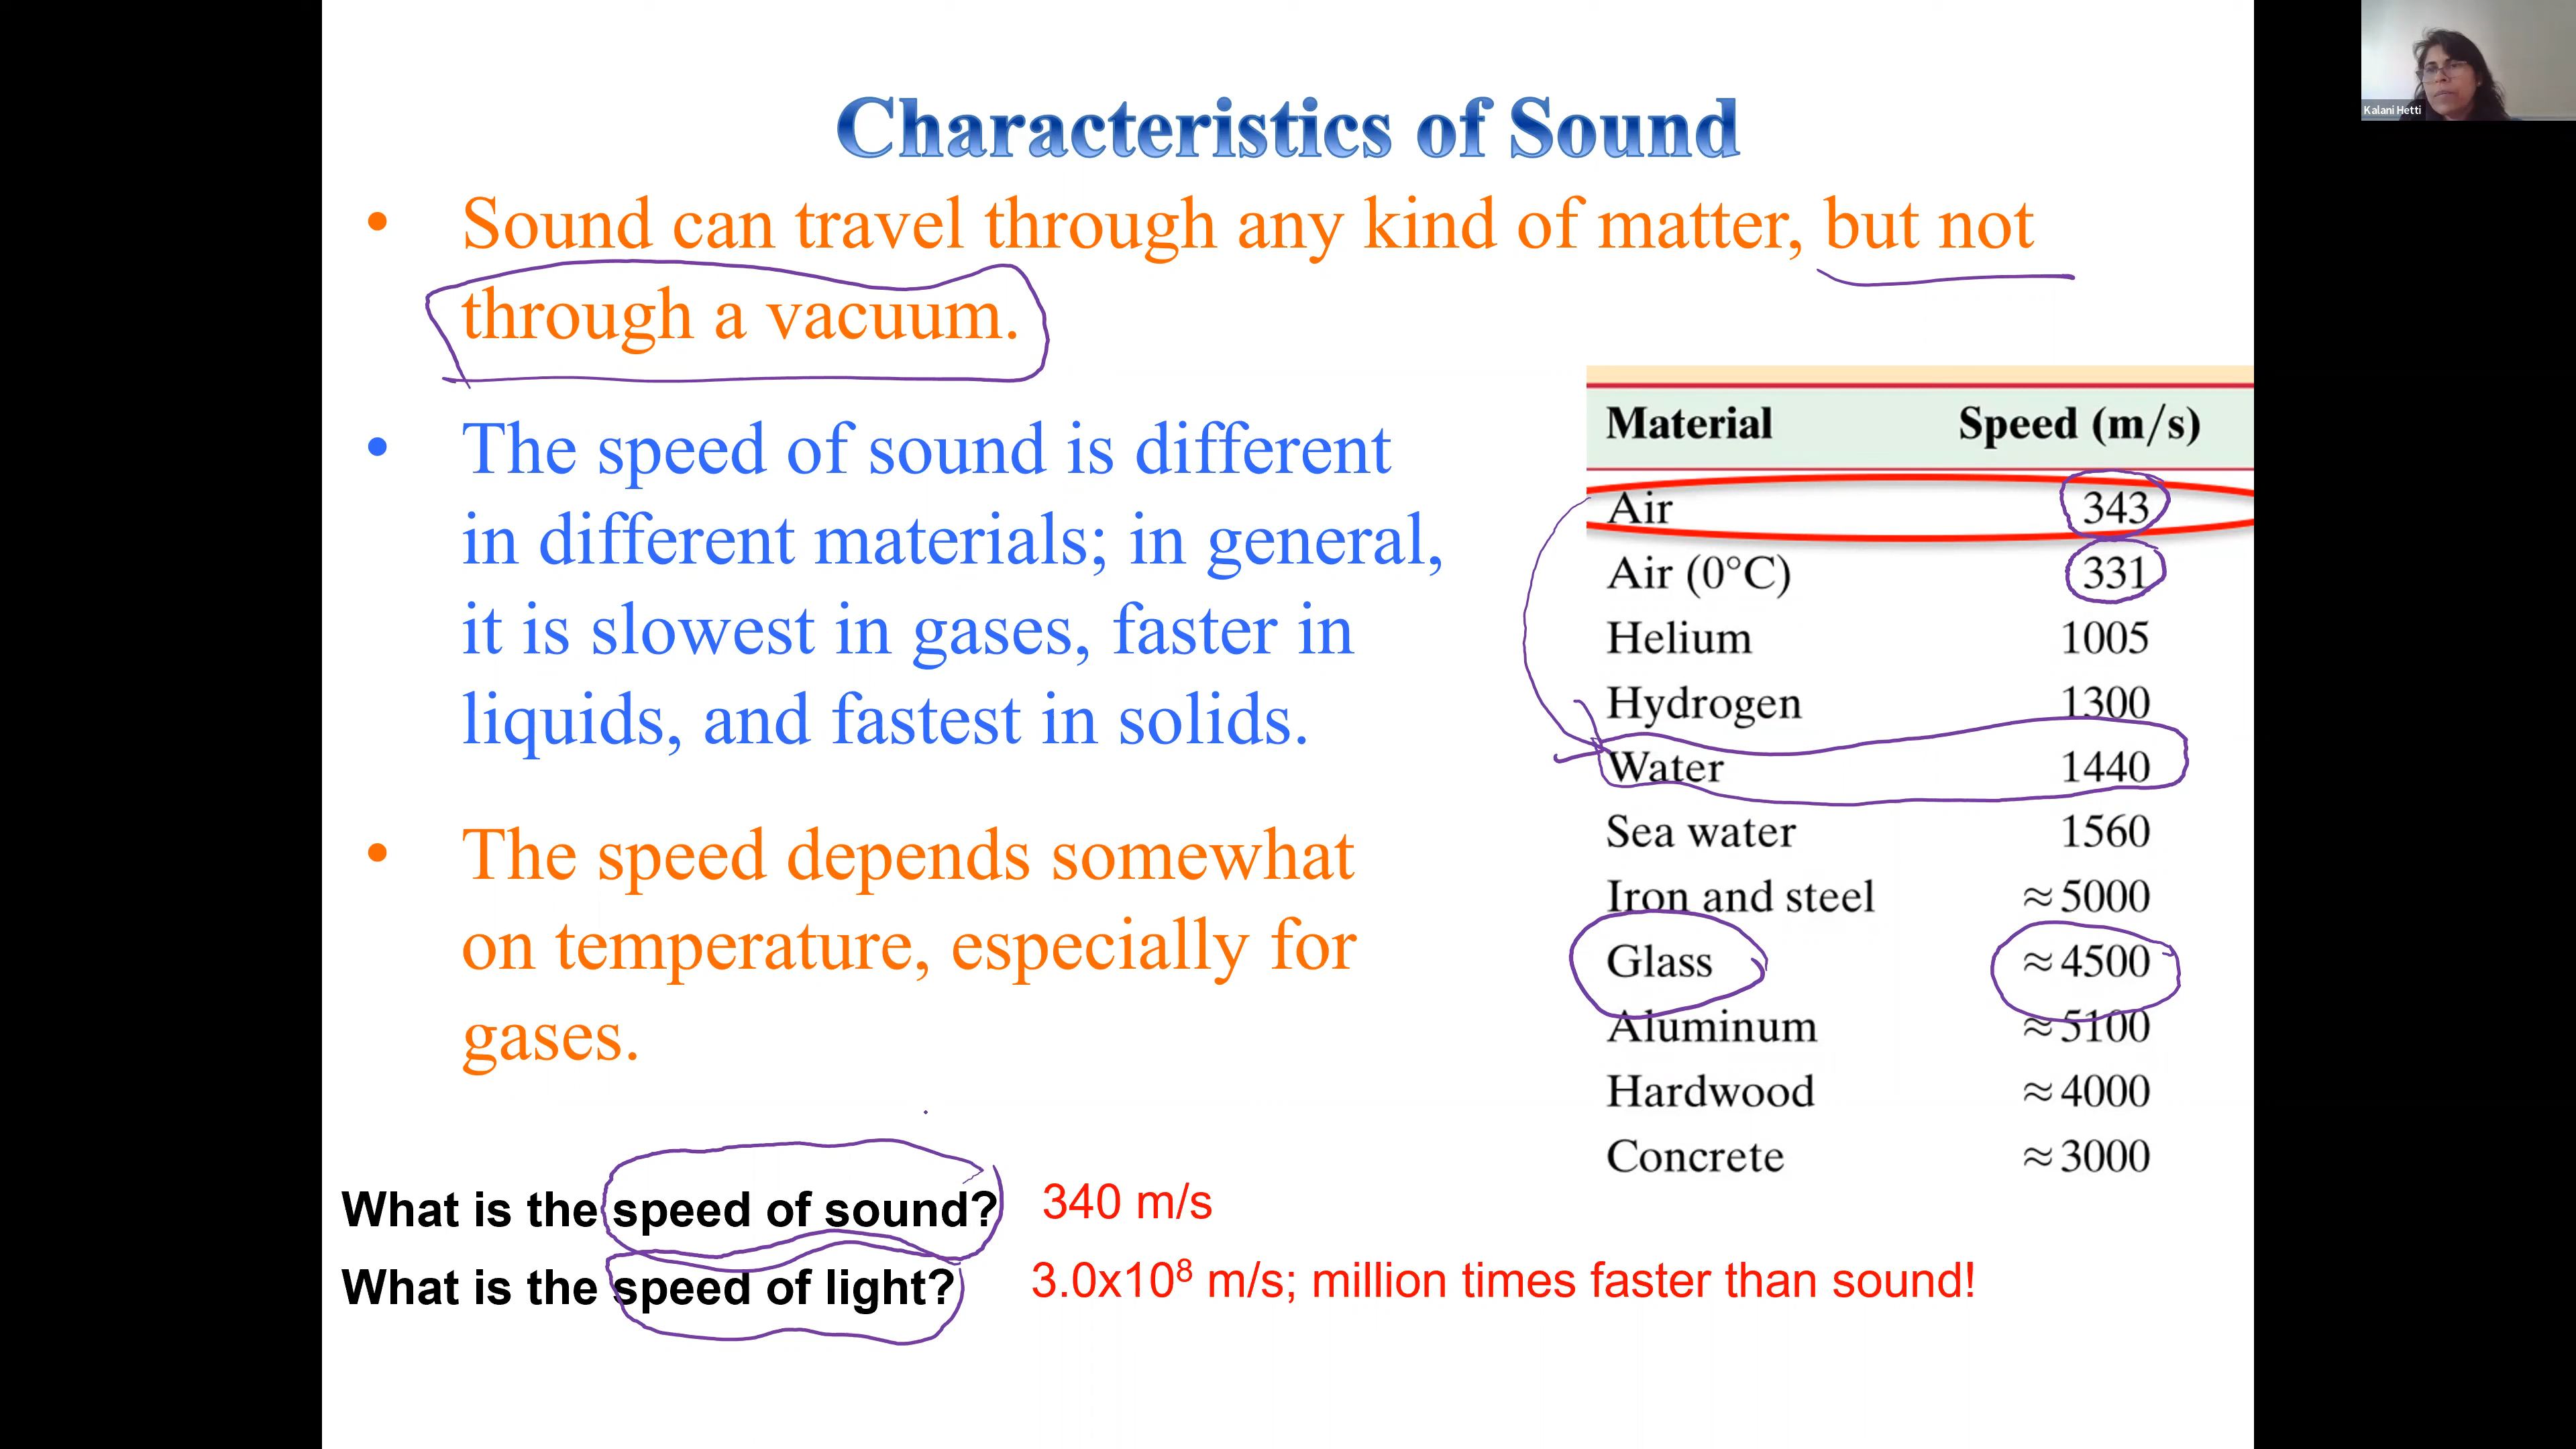 Kalani Hetti
Characteristics of Sound
• Sound can travel through any kind of matter, but not
through a vacuum.
• The speed of sound is different
in different materials; in general,
it is slowest in gases, faster in
liquids, and fastest in solids.
• The speed depends somewhat
on temperature, especially for
gases.
Material Speed (m/s)
Air 343
Air (0°C) 331
Helium 1005
Hydrogen 1300
Water 1440
Sea water 1560
Iron and steel ≈5000
Glass ≈4500
Aluminum ≈5100
Hardwood ≈4000
Concrete ≈3000
What is the speed of sound? 340 m/s
What is the speed of light? 3.0x10⁸ m/s; million times faster than sound!